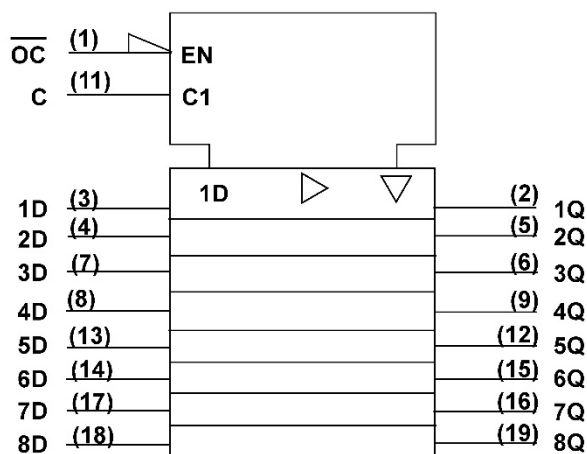 O̅C̅ (1) EN
C (11) C1
1D
1D (3) (2) 1Q
2D (4) (5) 2Q
3D (7) (6) 3Q
4D (8) (9) 4Q
5D (13) (12) 5Q
6D (14) (15) 6Q
7D (17) (16) 7Q
8D (18) (19) 8Q